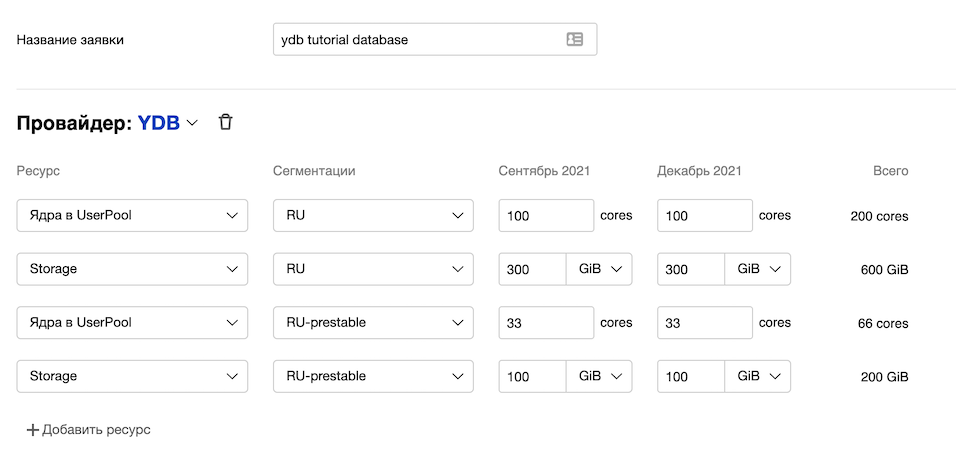 Название заявки ydb tutorial database
Провайдер: YDB
Ресурс Сегментации Сентябрь 2021 Декабрь 2021 Всего
Ядра в UserPool RU 100 cores 100 cores 200 cores
Storage RU 300 GiB 300 GiB 600 GiB
Ядра в UserPool RU-prestable 33 cores 33 cores 66 cores
Storage RU-prestable 100 GiB 100 GiB 200 GiB
+ Добавить ресурс